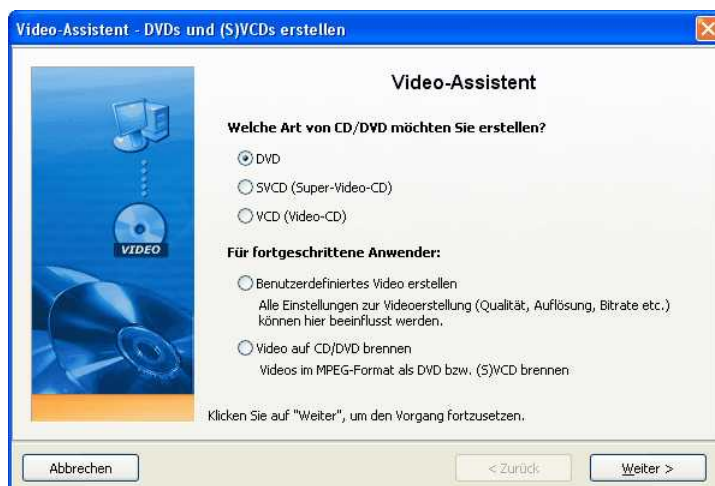 Video-Assistent - DVDs und (S)VCDs erstellen
Video-Assistent
Welche Art von CD/DVD möchten Sie erstellen?
DVD
SVCD (Super-Video-CD)
VCD (Video-CD)
VIDEO
Für fortgeschrittene Anwender:
Benutzerdefiniertes Video erstellen
Alle Einstellungen zur Videoerstellung (Qualität, Auflösung, Bitrate etc.)
können hier beeinflusst werden.
Video auf CD/DVD brennen
Videos im MPEG-Format als DVD bzw. (S)VCD brennen
Klicken Sie auf "Weiter", um den Vorgang fortzusetzen.
Abbrechen
< Zurück
Weiter >